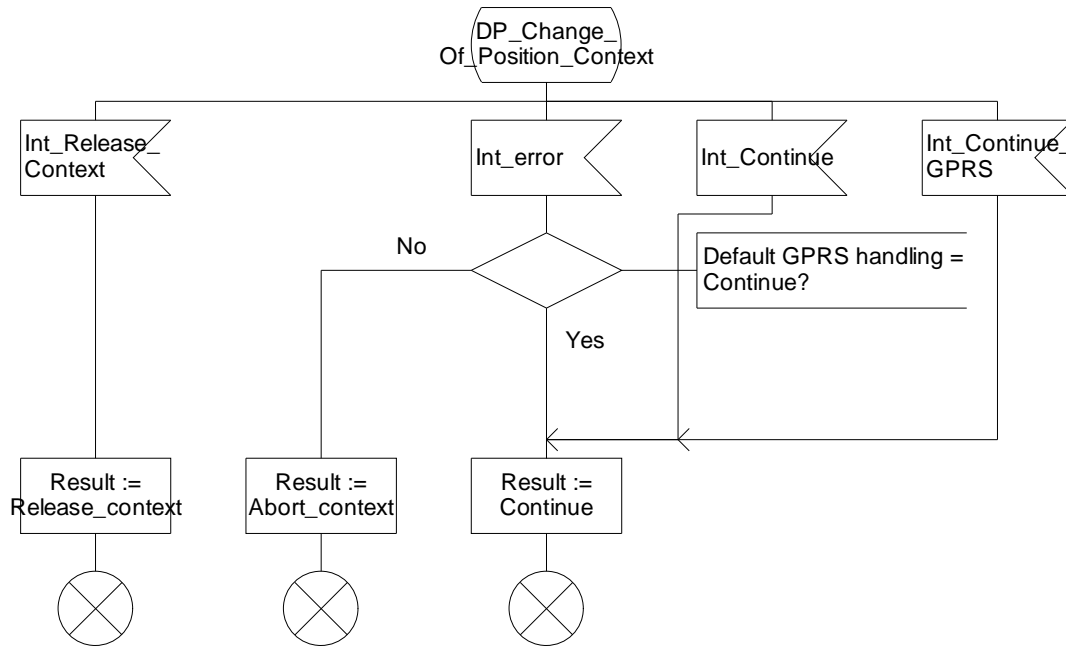 DP_Change_
Of_Position_Context
Int_Release_
Context
Int_error
Int_Continue
Int_Continue_
GPRS
No
Default GPRS handling =
Continue?
Yes
Result :=
Release_context
Result :=
Abort_context
Result :=
Continue